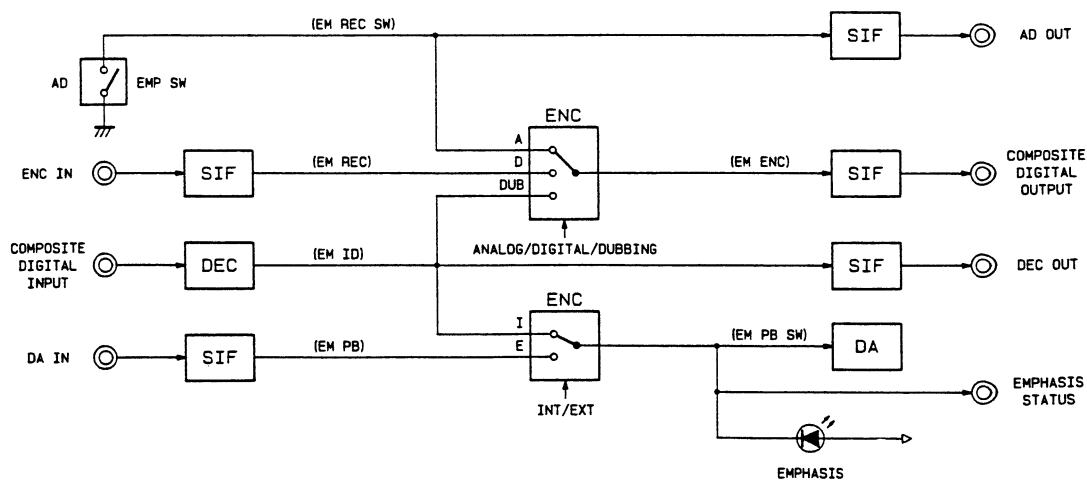 (EM REC SW)
SIF
AD OUT
AD
EMP SW
ENC
A
ENC IN
SIF
(EM REC)
D
(EM ENC)
SIF
COMPOSITE
DIGITAL
OUTPUT
DUB
ANALOG/DIGITAL/DUBBING
COMPOSITE
DIGITAL
INPUT
DEC
(EM ID)
SIF
DEC OUT
ENC
I
DA IN
SIF
(EM PB)
E
(EM PB SW)
DA
INT/EXT
EMPHASIS
STATUS
EMPHASIS